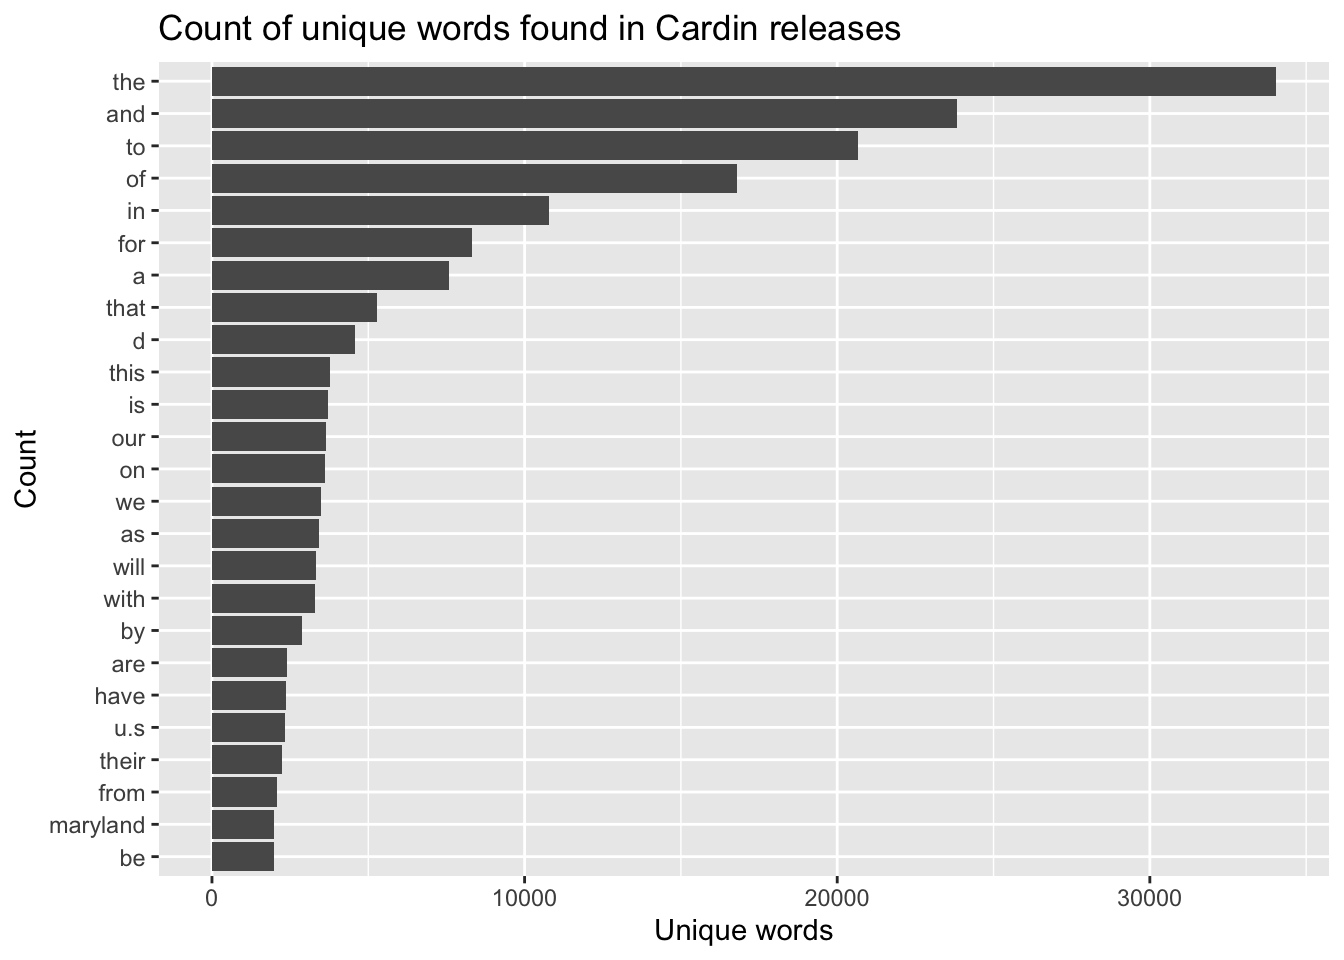 Count of unique words found in Cardin releases
the
and
to
of
in
for
a
that
d
this
is
our
on
we
as
will
with
by
are
have
u.s
their
from
maryland
be
Count
0 10000 20000 30000
Unique words